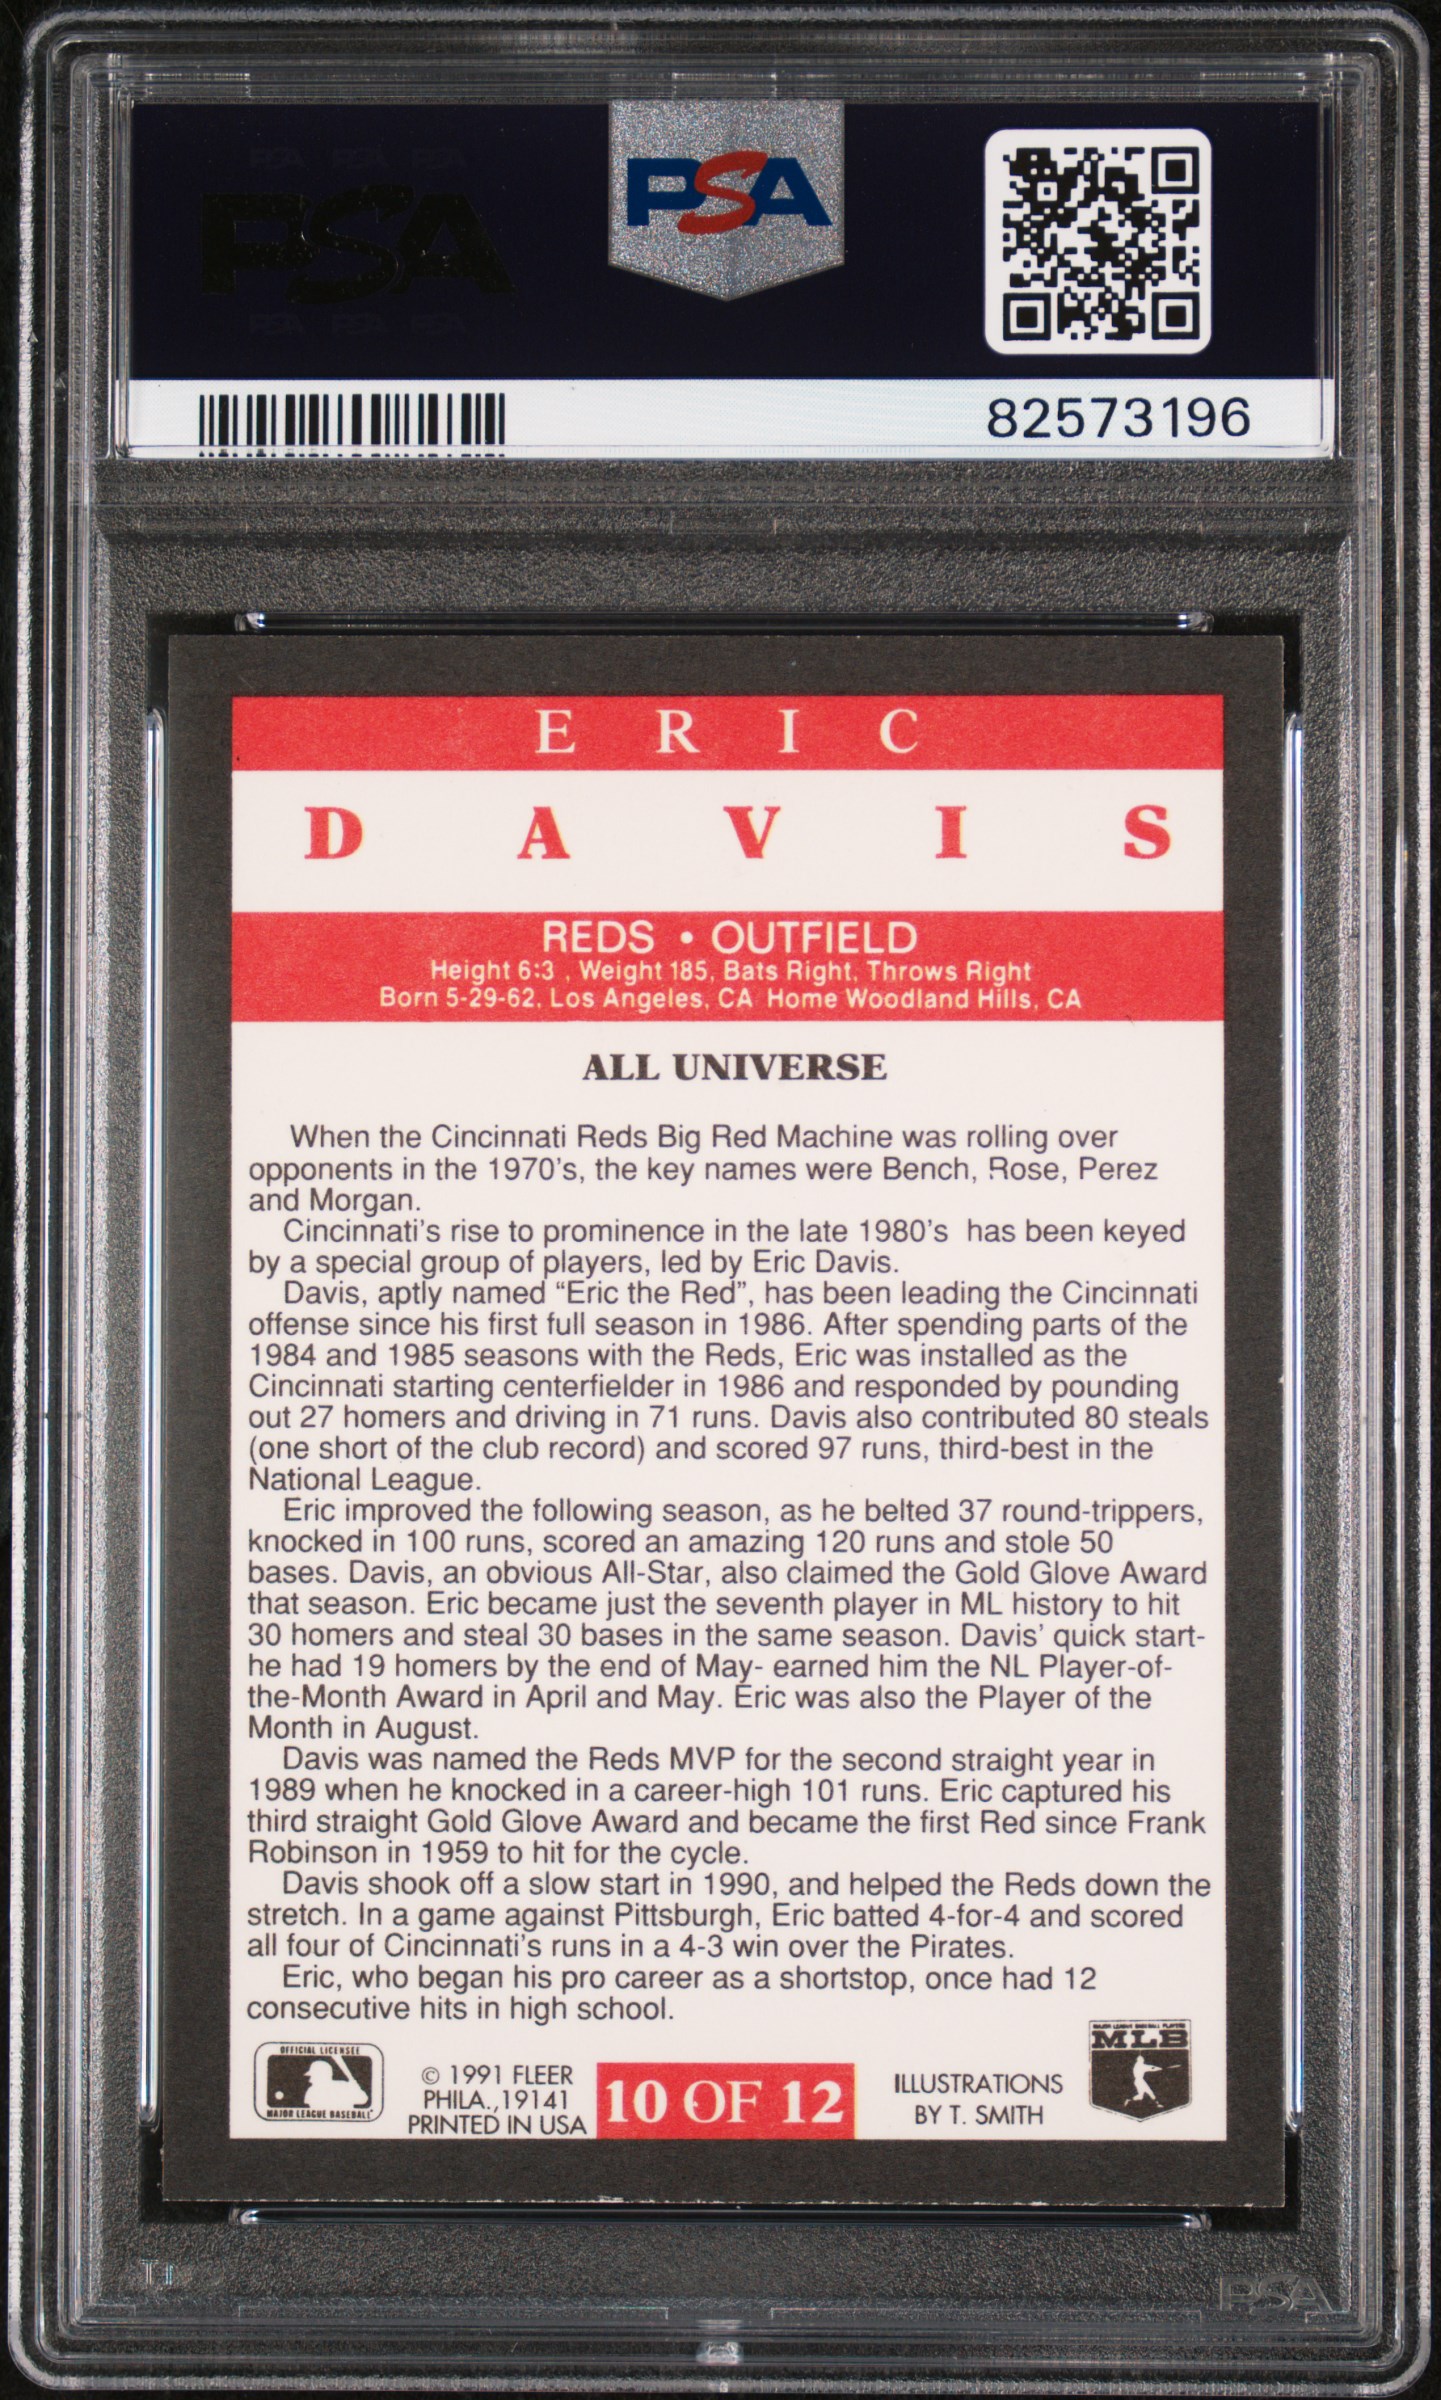 PSA PSA PSA
PSA
PSA PSA PSA
PSA
82573196
ERIC
DAVIS
REDS • OUTFIELD
Height 6:3 , Weight 185, Bats Right, Throws Right
Born 5-29-62, Los Angeles, CA Home Woodland Hills, CA
ALL UNIVERSE
When the Cincinnati Reds Big Red Machine was rolling over
opponents in the 1970's, the key names were Bench, Rose, Perez
and Morgan.
Cincinnati's rise to prominence in the late 1980's has been keyed
by a special group of players, led by Eric Davis.
Davis, aptly named “Eric the Red”, has been leading the Cincinnati
offense since his first full season in 1986. After spending parts of the
1984 and 1985 seasons with the Reds, Eric was installed as the
Cincinnati starting centerfielder in 1986 and responded by pounding
out 27 homers and driving in 71 runs. Davis also contributed 80 steals
(one short of the club record) and scored 97 runs, third-best in the
National League.
Eric improved the following season, as he belted 37 round-trippers,
knocked in 100 runs, scored an amazing 120 runs and stole 50
bases. Davis, an obvious All-Star, also claimed the Gold Glove Award
that season. Eric became just the seventh player in ML history to hit
30 homers and steal 30 bases in the same season. Davis' quick start-
he had 19 homers by the end of May- earned him the NL Player-of-
the-Month Award in April and May. Eric was also the Player of the
Month in August.
Davis was named the Reds MVP for the second straight year in
1989 when he knocked in a career-high 101 runs. Eric captured his
third straight Gold Glove Award and became the first Red since Frank
Robinson in 1959 to hit for the cycle.
Davis shook off a slow start in 1990, and helped the Reds down the
stretch. In a game against Pittsburgh, Eric batted 4-for-4 and scored
all four of Cincinnati's runs in a 4-3 win over the Pirates.
Eric, who began his pro career as a shortstop, once had 12
consecutive hits in high school.
OFFICIAL LICENSEE
MAJOR LEAGUE BASEBALL
© 1991 FLEER
PHILA.,19141
PRINTED IN USA
10 OF 12
ILLUSTRATIONS
BY T. SMITH
MAJOR LEAGUE BASEBALL PLAYERS
MLB
PSA